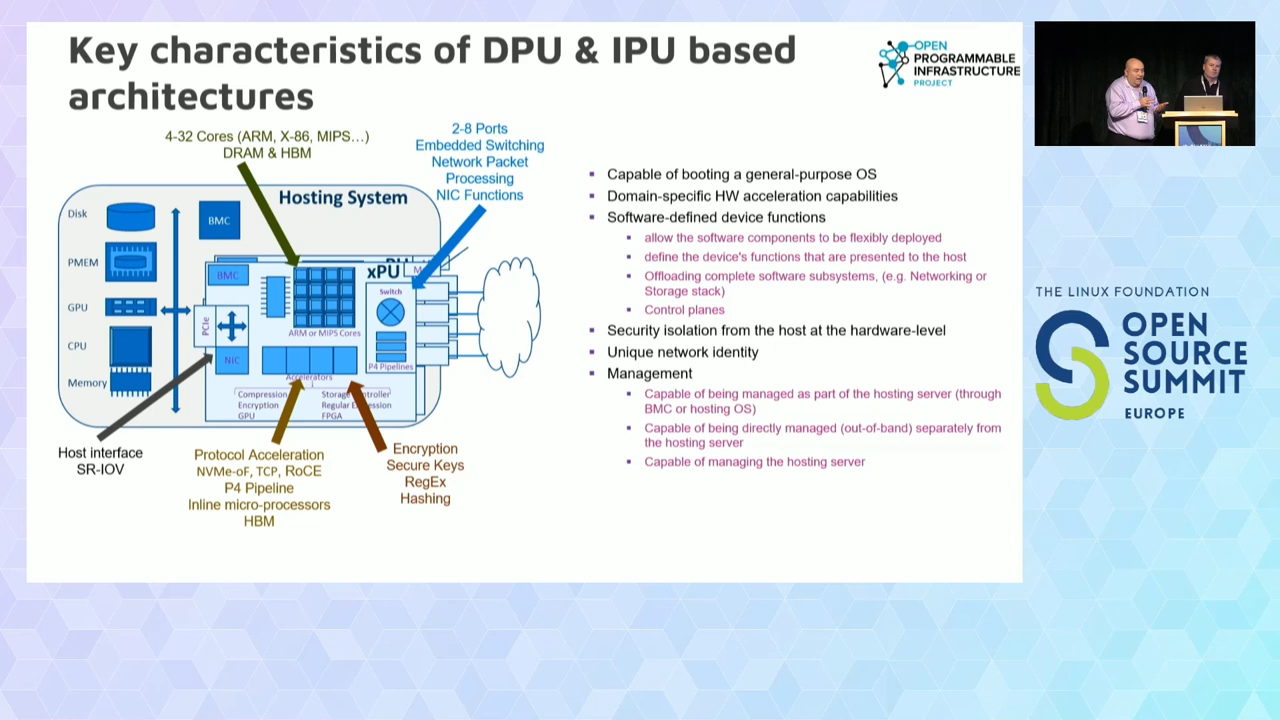 Key characteristics of DPU & IPU based
architectures
OPEN
PROGRAMMABLE
INFRASTRUCTURE
PROJECT
4-32 Cores (ARM, X-86, MIPS…)
DRAM & HBM
2-8 Ports
Embedded Switching
Network Packet
Processing
NIC Functions
Hosting System
Disk
BMC
PMEM
BMC
xPU
Switch
GPU
PCIe
ARM or MIPS Cores
CPU
NIC
P4 Pipelines
Accelerators
Memory
Compression
Encryption
GPU
Storage Controller
Regular Expression
FPGA
Host interface
SR-IOV
Protocol Acceleration
NVMe-oF, TCP, RoCE
P4 Pipeline
Inline micro-processors
HBM
Encryption
Secure Keys
RegEx
Hashing
▪ Capable of booting a general-purpose OS
▪ Domain-specific HW acceleration capabilities
▪ Software-defined device functions
▪ allow the software components to be flexibly deployed
▪ define the device's functions that are presented to the host
▪ Offloading complete software subsystems, (e.g. Networking or
Storage stack)
▪ Control planes
▪ Security isolation from the host at the hardware-level
▪ Unique network identity
▪ Management
▪ Capable of being managed as part of the hosting server (through
BMC or hosting OS)
▪ Capable of being directly managed (out-of-band) separately from
the hosting server
▪ Capable of managing the hosting server
THE LINUX FOUNDATION
OPEN
SOURCE
SUMMIT
EUROPE